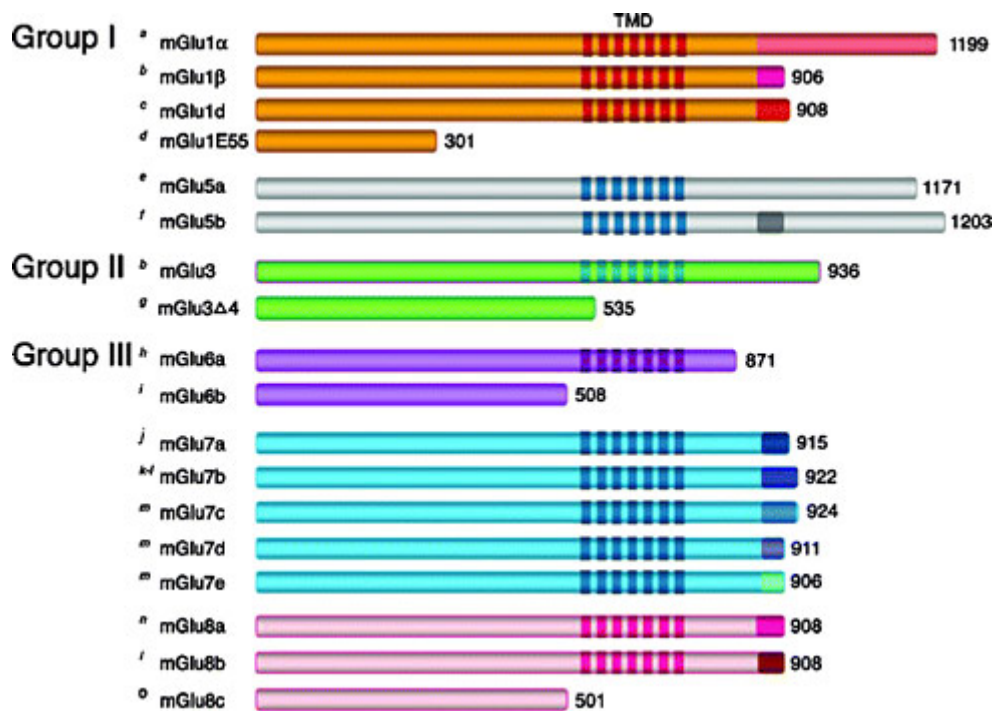 TMD
Group I a mGlu1α 1199
b mGlu1β 906
c mGlu1d 908
d mGlu1E55 301
e mGlu5a 1171
f mGlu5b 1203
Group II b mGlu3 936
g mGlu3Δ4 535
Group III h mGlu6a 871
i mGlu6b 508
j mGlu7a 915
k-l mGlu7b 922
m mGlu7c 924
m mGlu7d 911
m mGlu7e 906
n mGlu8a 908
l mGlu8b 908
o mGlu8c 501